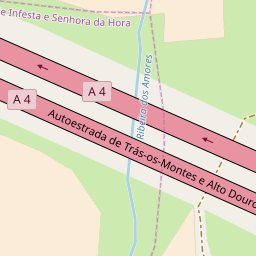 e Infesta e Senhora da Hora
A 4
A 4
Ribeira dos Amores
Autoestrada de Trás-os-Montes e Alto Douro